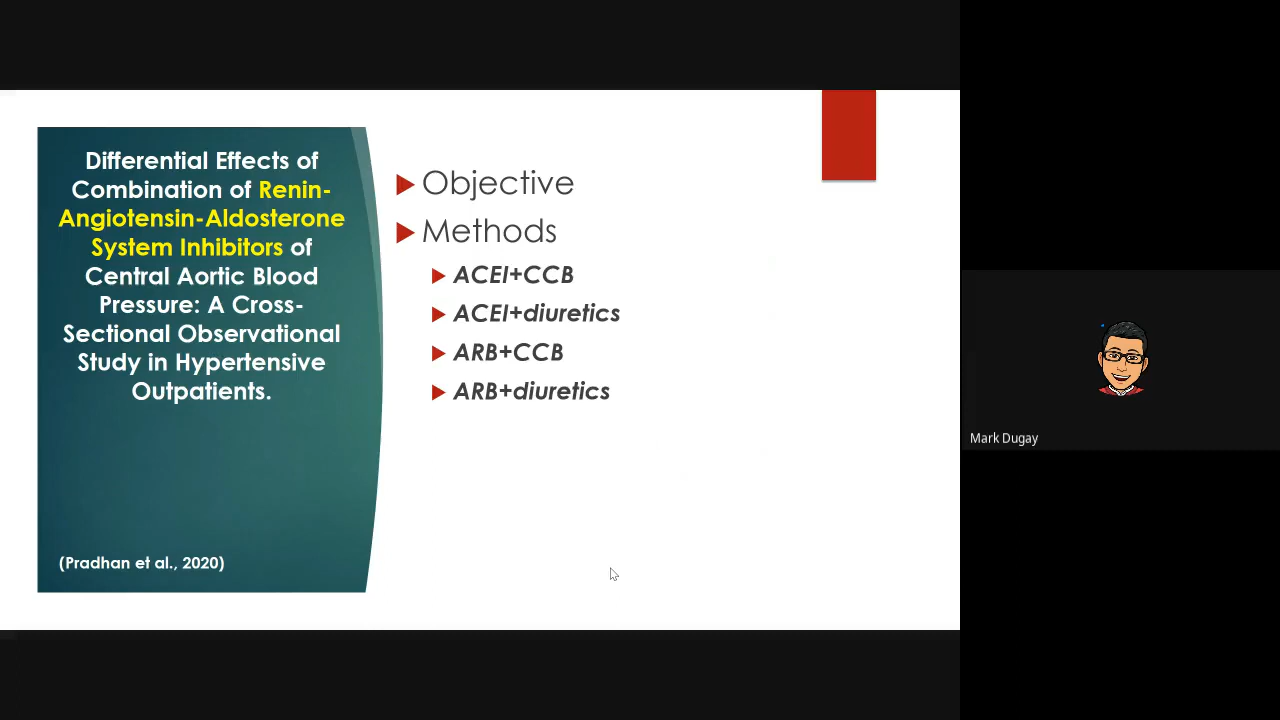 Differential Effects of
Combination of Renin-
Angiotensin-Aldosterone
System Inhibitors of
Central Aortic Blood
Pressure: A Cross-
Sectional Observational
Study in Hypertensive
Outpatients.
(Pradhan et al., 2020)
Objective
Methods
ACEI+CCB
ACEI+diuretics
ARB+CCB
ARB+diuretics
Mark Dugay